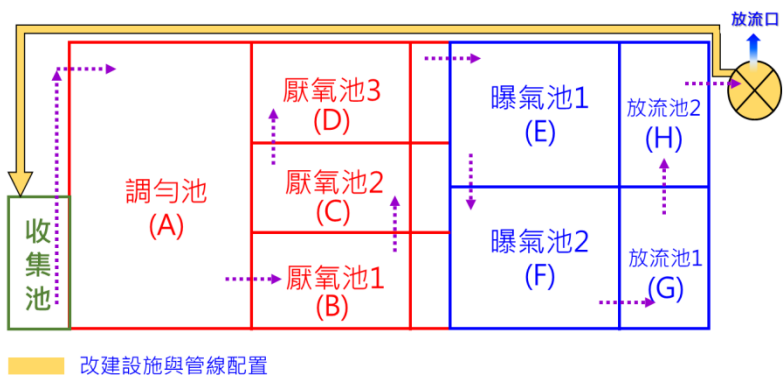 放流口
厭氧池3
(D)
曝氣池1
(E)
放流池2
(H)
調勻池
(A)
厭氧池2
(C)
收集池
曝氣池2
(F)
放流池1
(G)
厭氧池1
(B)
改建設施與管線配置